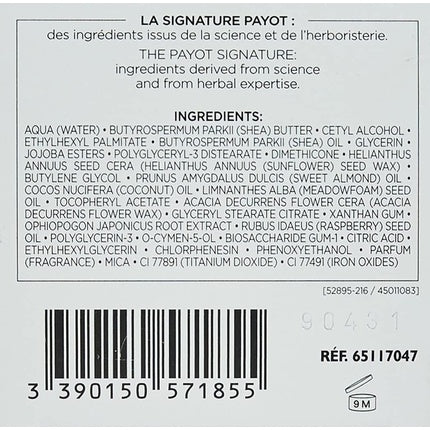 LA SIGNATURE PAYOT :
des ingrédients issus de la science et de l'herboristerie.
THE PAYOT SIGNATURE:
ingredients derived from science
and from herbal expertise.
INGREDIENTS:
AQUA (WATER) • BUTYROSPERMUM PARKII (SHEA) BUTTER • CETYL ALCOHOL •
ETHYLHEXYL PALMITATE • BUTYROSPERMUM PARKII (SHEA) OIL • GLYCERIN •
JOJOBA ESTERS • POLYGLYCERYL-3 DISTEARATE • DIMETHICONE • HELIANTHUS
ANNUUS SEED CERA (HELIANTHUS ANNUUS (SUNFLOWER) SEED WAX) •
BUTYLENE GLYCOL • PRUNUS AMYGDALUS DULCIS (SWEET ALMOND) OIL •
COCOS NUCIFERA (COCONUT) OIL • LIMNANTHES ALBA (MEADOWFOAM) SEED
OIL • TOCOPHERYL ACETATE • ACACIA DECURRENS FLOWER CERA (ACACIA
DECURRENS FLOWER WAX) • GLYCERYL STEARATE CITRATE • XANTHAN GUM •
OPHIOPOGON JAPONICUS ROOT EXTRACT • RUBUS IDAEUS (RASPBERRY) SEED
OIL • POLYGLYCERIN-3 • O-CYMEN-5-OL • BIOSACCHARIDE GUM-1 • CITRIC ACID •
ETHYLHEXYLGLYCERIN • CHLORPHENESIN • PHENOXYETHANOL • PARFUM
(FRAGRANCE) • MICA • CI 77891 (TITANIUM DIOXIDE) • CI 77491 (IRON OXIDES)
[52895-216 / 45011083]
90431
RÉF. 65117047
3 390150 571855
9 M